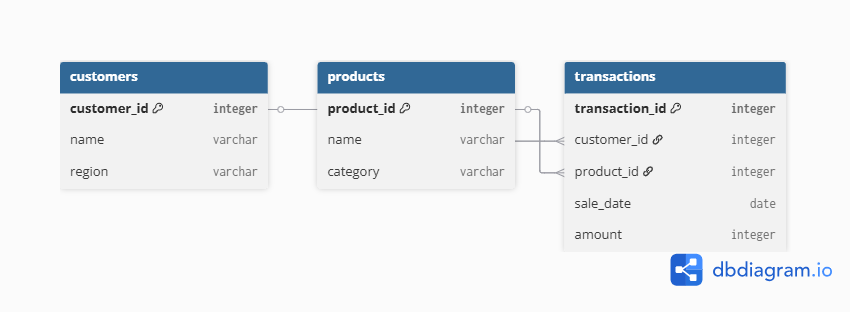 customers
customer_id integer
name varchar
region varchar
products
product_id integer
name varchar
category varchar
transactions
transaction_id integer
customer_id integer
product_id integer
sale_date date
amount integer
dbdiagram.io